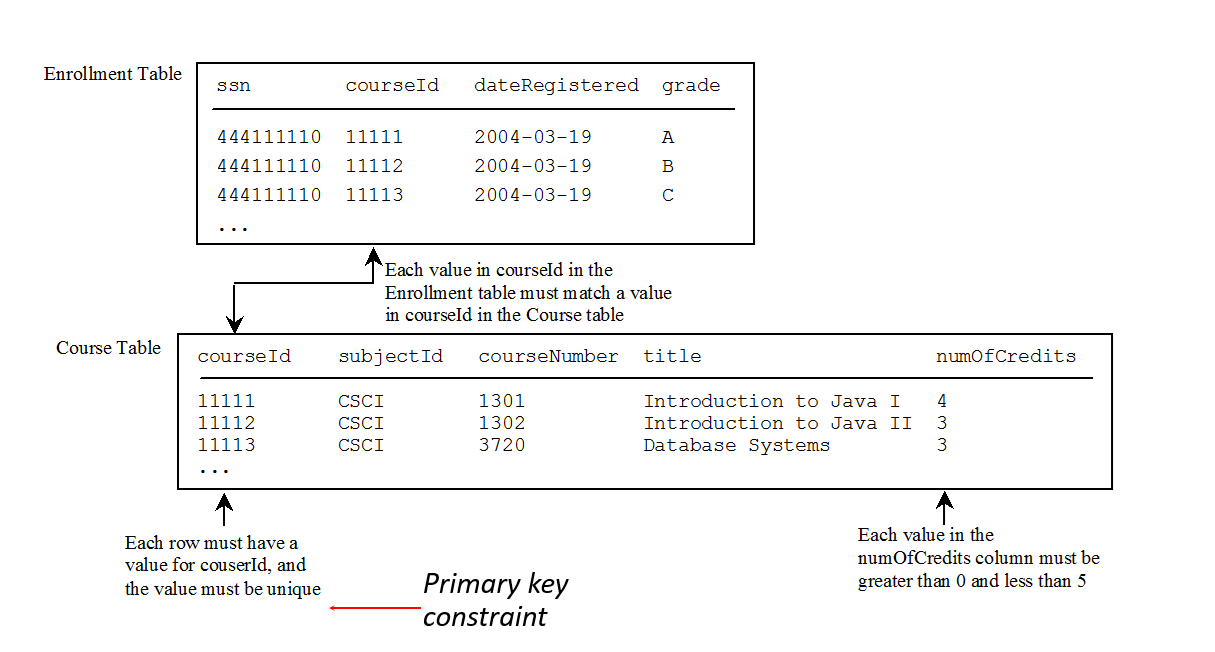 Enrollment Table
ssn courseId dateRegistered grade
444111110 11111 2004-03-19 A
444111110 11112 2004-03-19 B
444111110 11113 2004-03-19 C
...
Each value in courseId in the
Enrollment table must match a value
in courseId in the Course table
Course Table
courseId subjectId courseNumber title numOfCredits
11111 CSCI 1301 Introduction to Java I 4
11112 CSCI 1302 Introduction to Java II 3
11113 CSCI 3720 Database Systems 3
...
Each row must have a
value for couserId, and
the value must be unique
Primary key
constraint
Each value in the
numOfCredits column must be
greater than 0 and less than 5